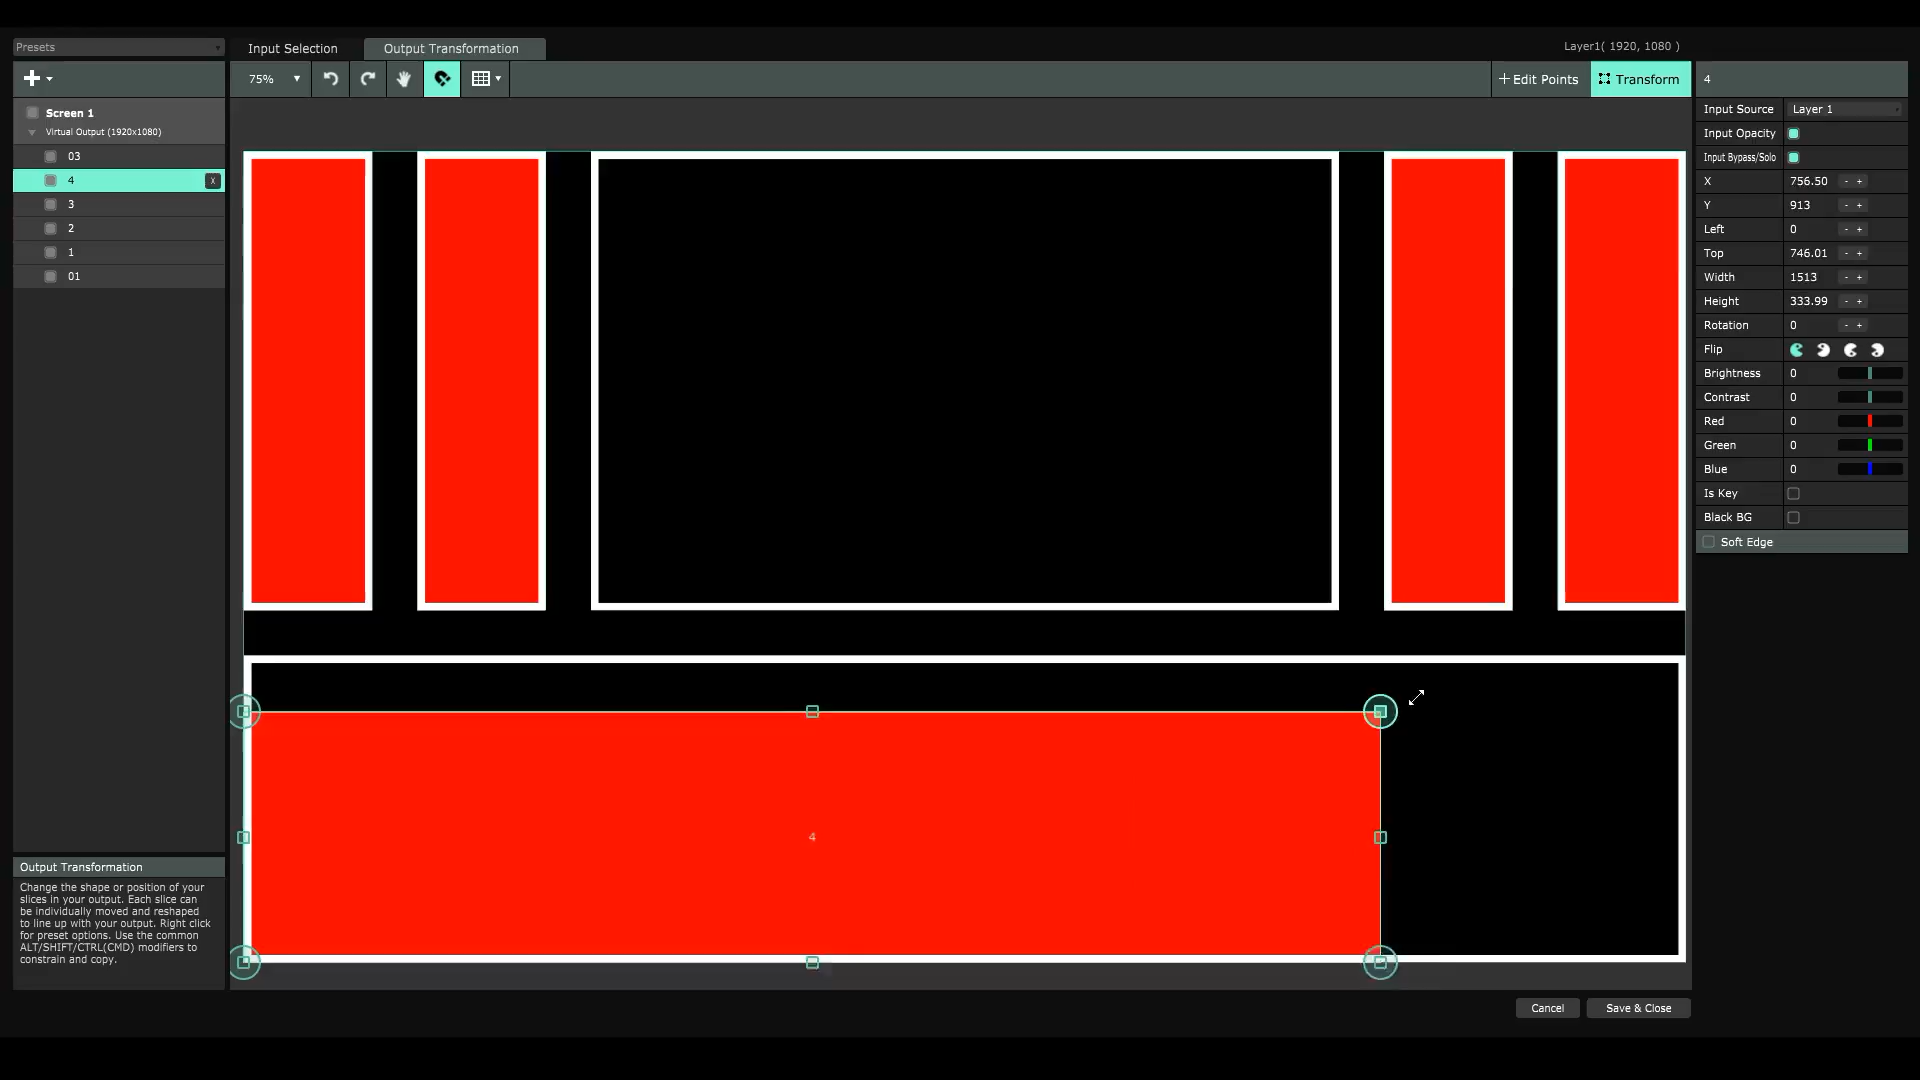 Presets
Input Selection
Output Transformation
Layer1( 1920, 1080 )
75%
Edit Points
Transform
4
Screen 1
Virtual Output (1920x1080)
03
4
X
3
2
1
01
Input Source
Layer 1
Input Opacity
Input Bypass/Solo
X
756.50
- +
Y
913
- +
Left
0
- +
Top
746.01
- +
Width
1513
- +
Height
333.99
- +
Rotation
0
- +
Flip
Brightness
0
Contrast
0
Red
0
Green
0
Blue
0
Is Key
Black BG
Soft Edge
4
Output Transformation
Change the shape or position of your
slices in your output. Each slice can
be individually moved and reshaped
to line up with your output. Right click
for preset options. Use the common
ALT/SHIFT/CTRL(CMD) modifiers to
constrain and copy.
Cancel
Save & Close